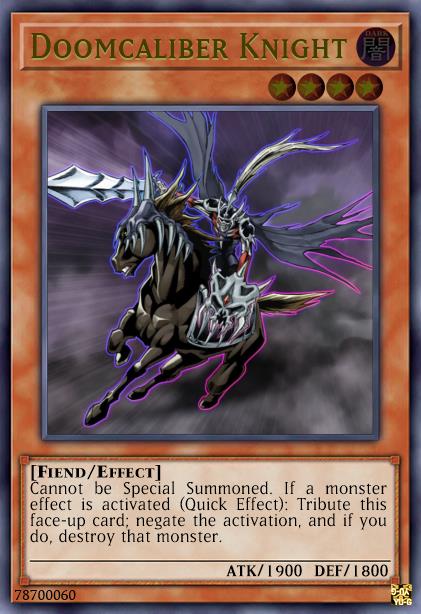 Doomcaliber Knight
DARK
闇
[Fiend/Effect]
Cannot be Special Summoned. If a monster
effect is activated (Quick Effect): Tribute this
face-up card; negate the activation, and if you
do, destroy that monster.
ATK/1900 DEF/1800
78700060